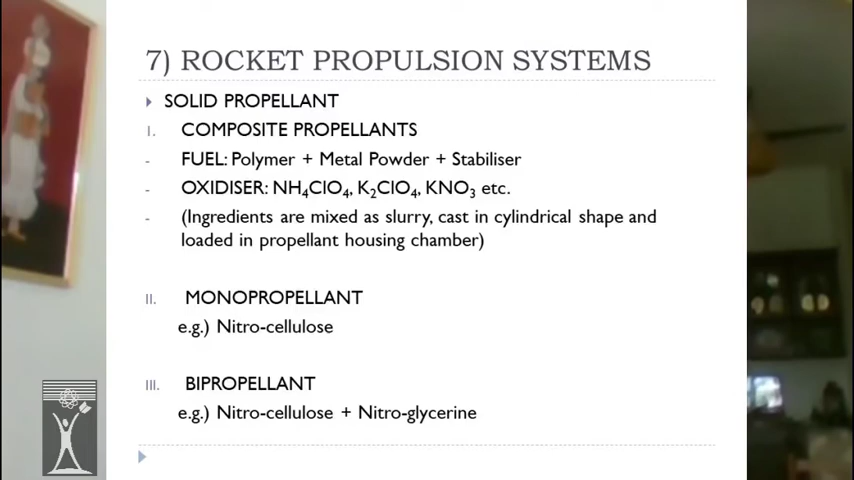 7) ROCKET PROPULSION SYSTEMS
SOLID PROPELLANT
I. COMPOSITE PROPELLANTS
- FUEL: Polymer + Metal Powder + Stabiliser
- OXIDISER: NH₄ClO₄, K₂ClO₄, KNO₃ etc.
- (Ingredients are mixed as slurry, cast in cylindrical shape and
loaded in propellant housing chamber)
II. MONOPROPELLANT
e.g.) Nitro-cellulose
III. BIPROPELLANT
e.g.) Nitro-cellulose + Nitro-glycerine